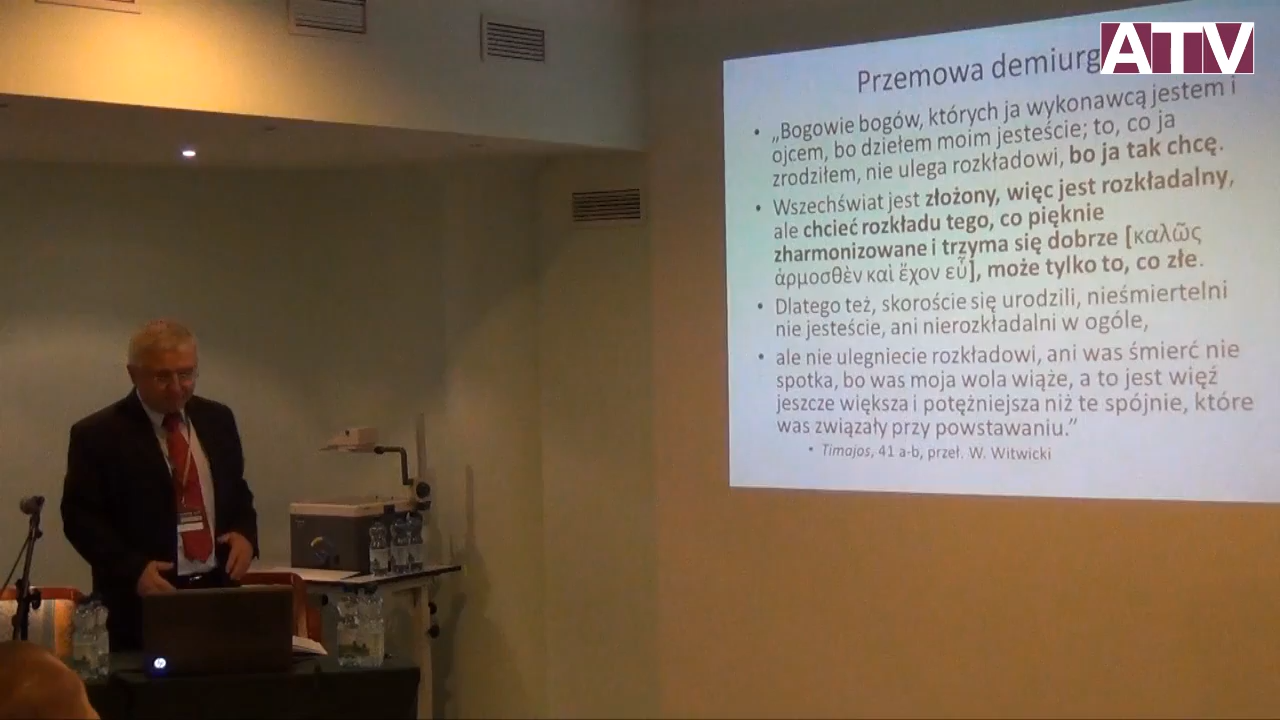 ATV
Przemowa demiurg
• „Bogowie bogów, których ja wykonawcą jestem i
ojcem, bo dziełem moim jesteście; to, co ja
zrodziłem, nie ulega rozkładowi, bo ja tak chcę.
• Wszechświat jest złożony, więc jest rozkładalny,
ale chcieć rozkładu tego, co pięknie
zharmonizowane i trzyma się dobrze [καλῶς
ἁρμοσθὲν καὶ ἔχον εὖ], może tylko to, co złe.
• Dlatego też, skoroście się urodzili, nieśmiertelni
nie jesteście, ani nierozkładalni w ogóle,
• ale nie ulegniecie rozkładowi, ani was śmierć nie
spotka, bo was moja wola wiąże, a to jest więź
jeszcze większa i potężniejsza niż te spójnie, które
was związały przy powstawaniu.”
• Timajos, 41 a-b, przeł. W. Witwicki
hp